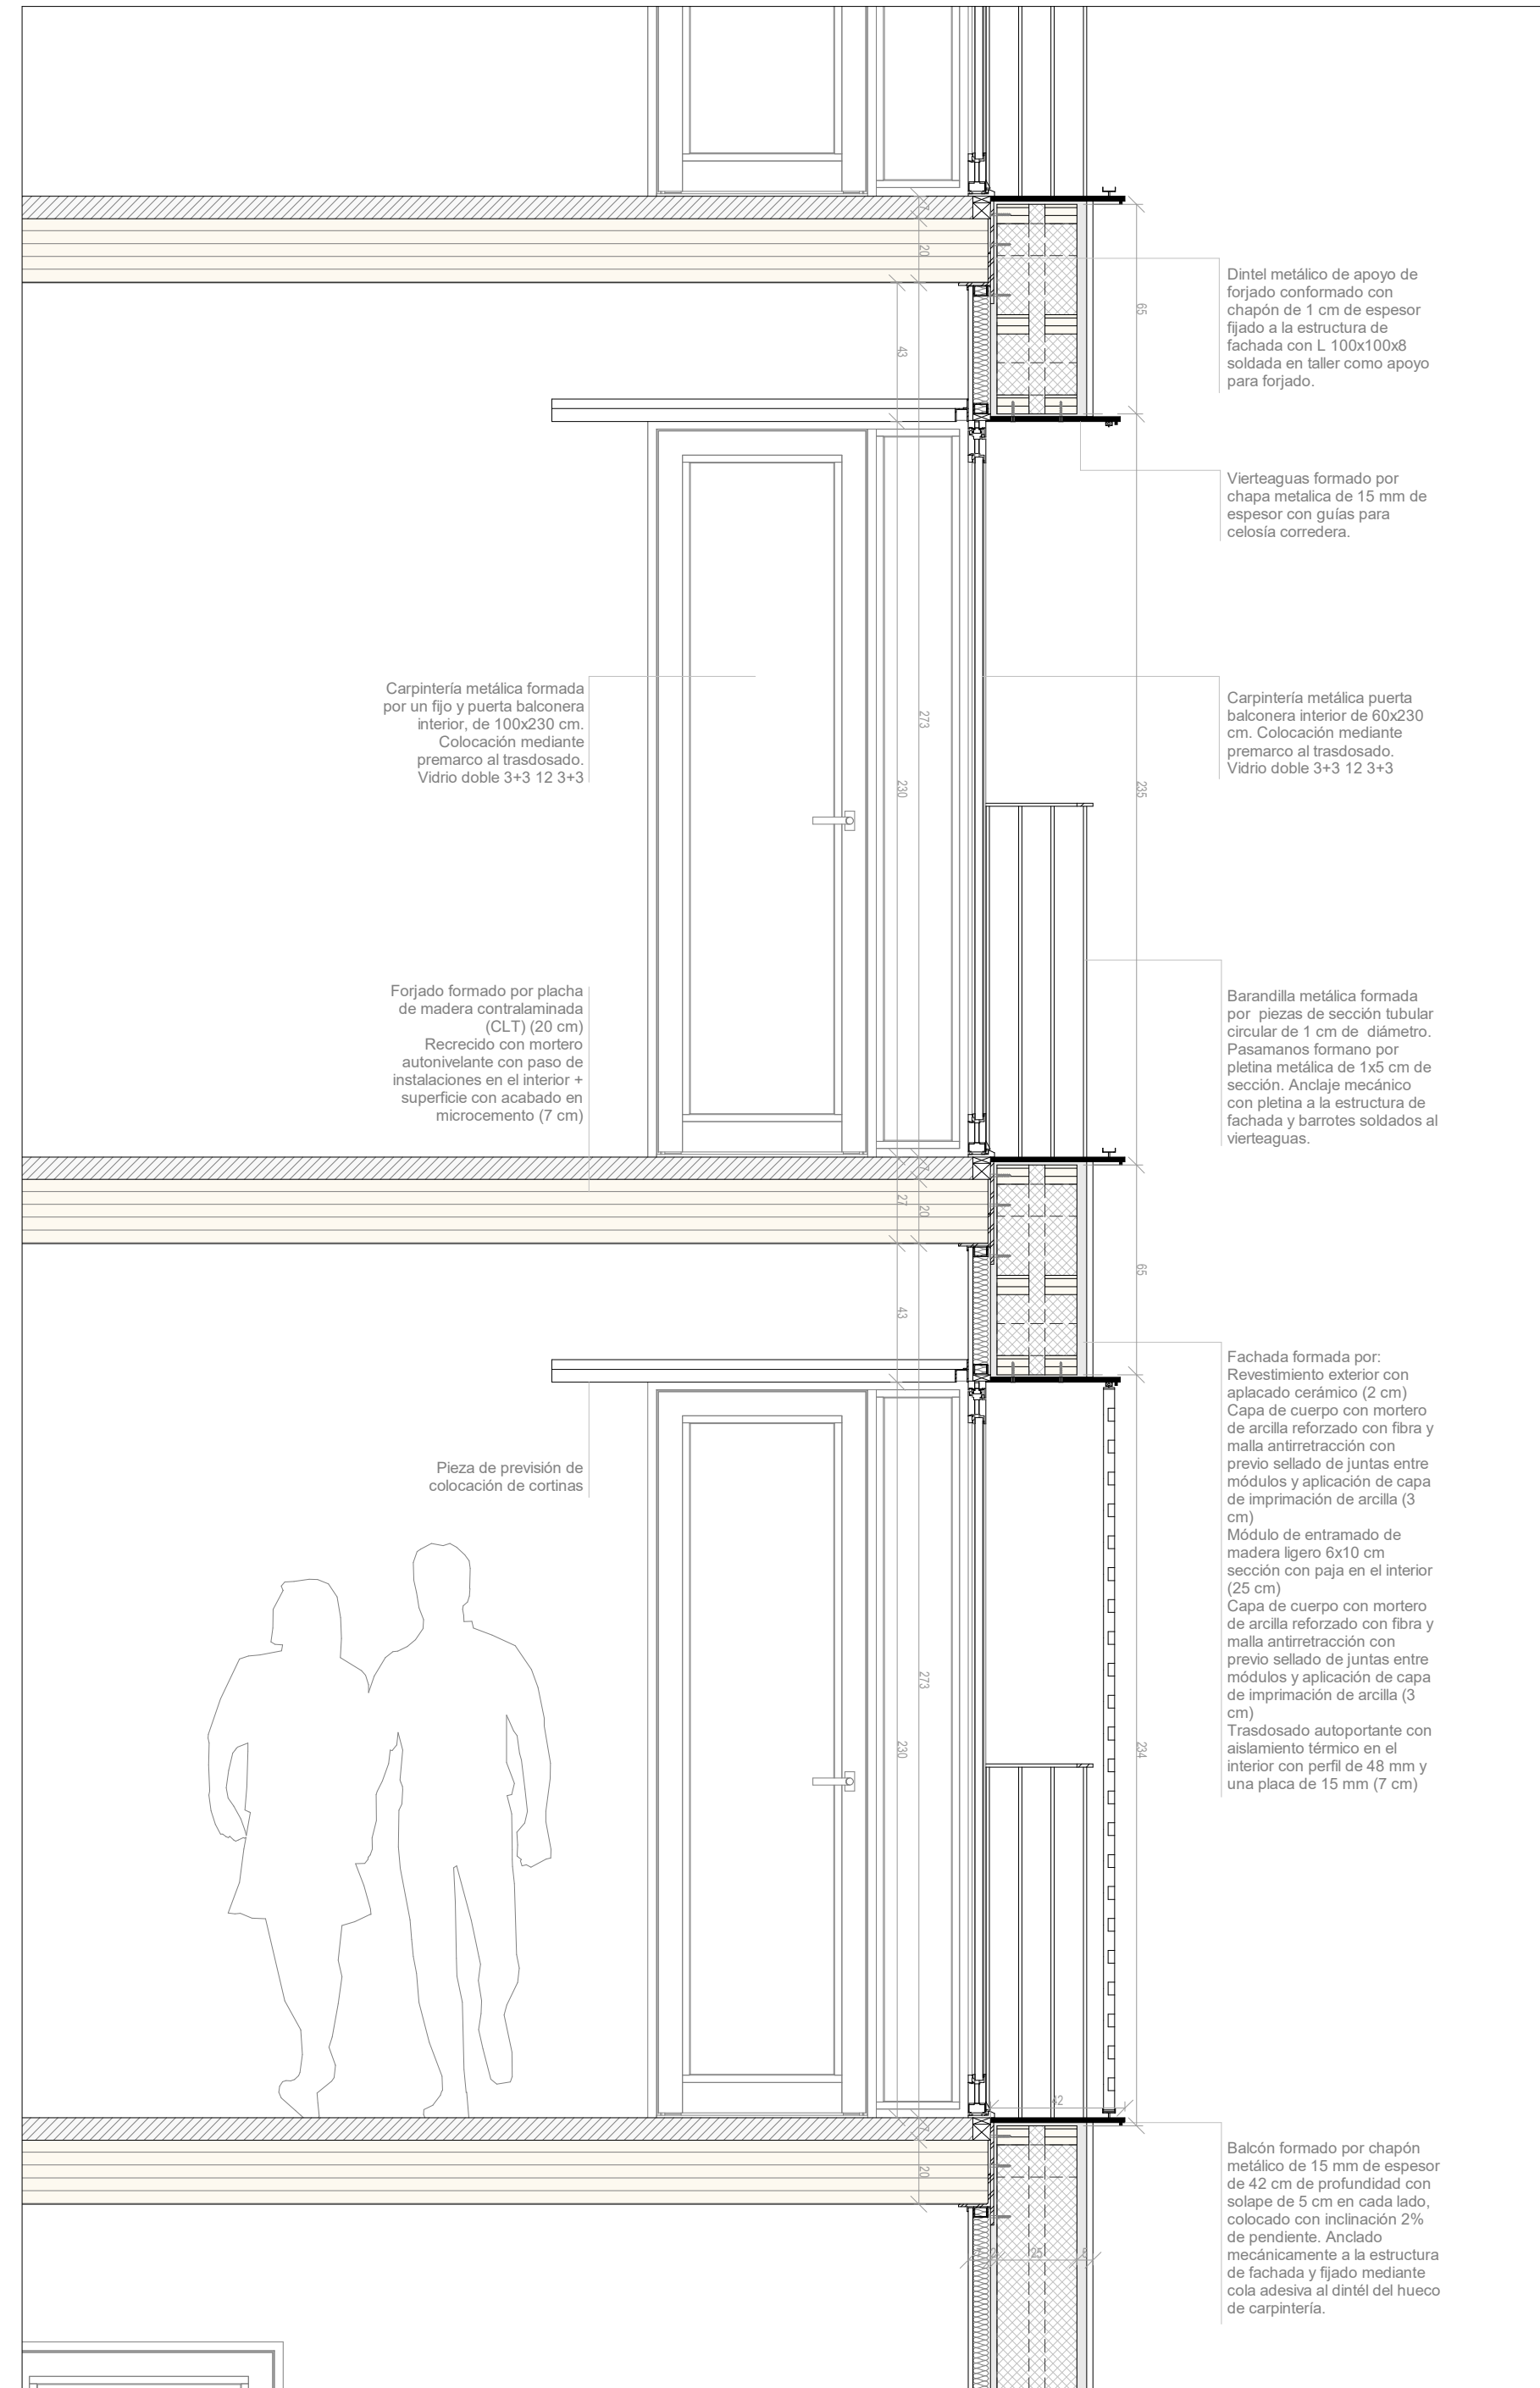 7
20
Dintel metálico de apoyo de
forjado conformado con
chapón de 1 cm de espesor
fijado a la estructura de
fachada con L 100x100x8
soldada en taller como apoyo
para forjado.
65
43
Vierteaguas formado por
chapa metalica de 15 mm de
espesor con guías para
celosía corredera.
Carpintería metálica formada
por un fijo y puerta balconera
interior, de 100x230 cm.
Colocación mediante
premarco al trasdosado.
Vidrio doble 3+3 12 3+3
Carpintería metálica puerta
balconera interior de 60x230
cm. Colocación mediante
premarco al trasdosado.
Vidrio doble 3+3 12 3+3
273
230
235
Forjado formado por placha
de madera contralaminada
(CLT) (20 cm)
Recrecido con mortero
autonivelante con paso de
instalaciones en el interior +
superficie con acabado en
microcemento (7 cm)
Barandilla metálica formada
por  piezas de sección tubular
circular de 1 cm de  diámetro.
Pasamanos formano por
pletina metálica de 1x5 cm de
sección. Anclaje mecánico
con pletina a la estructura de
fachada y barrotes soldados al
vierteaguas.
7
27
20
65
43
Fachada formada por:
Revestimiento exterior con
aplacado cerámico (2 cm)
Capa de cuerpo con mortero
de arcilla reforzado con fibra y
malla antirretracción con
previo sellado de juntas entre
módulos y aplicación de capa
de imprimación de arcilla (3
cm)
Módulo de entramado de
madera ligero 6x10 cm
sección con paja en el interior
(25 cm)
Capa de cuerpo con mortero
de arcilla reforzado con fibra y
malla antirretracción con
previo sellado de juntas entre
módulos y aplicación de capa
de imprimación de arcilla (3
cm)
Trasdosado autoportante con
aislamiento térmico en el
interior con perfil de 48 mm y
una placa de 15 mm (7 cm)
Pieza de previsión de
colocación de cortinas
273
230
234
42
7
20
Balcón formado por chapón
metálico de 15 mm de espesor
de 42 cm de profundidad con
solape de 5 cm en cada lado,
colocado con inclinación 2%
de pendiente. Anclado
mecánicamente a la estructura
de fachada y fijado mediante
cola adesiva al dintél del hueco
de carpintería.
25